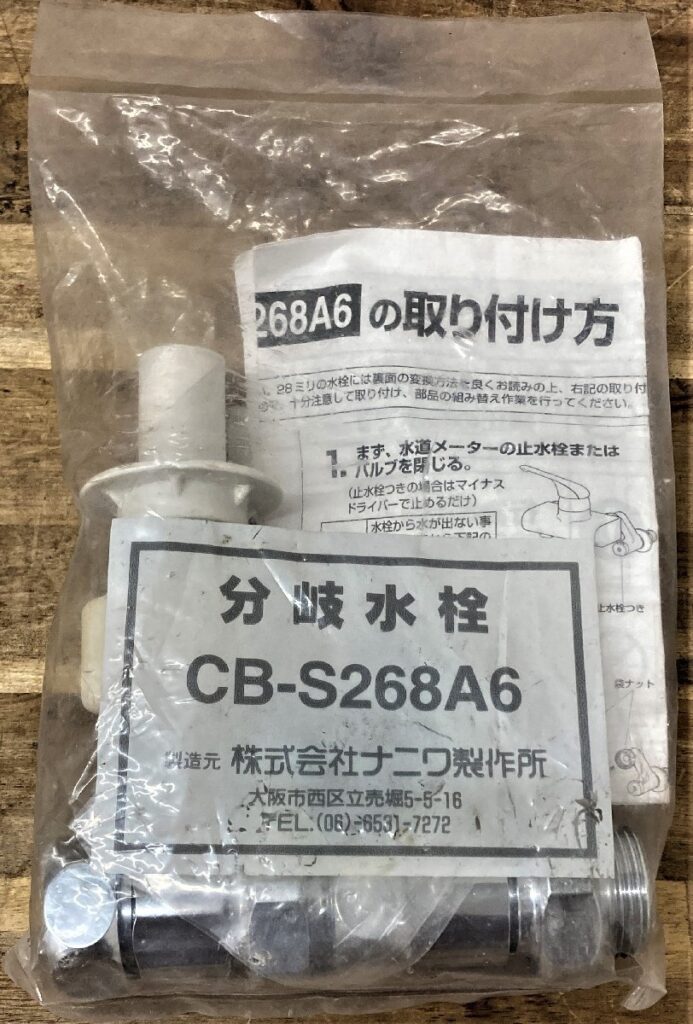 268A6 の取り付け方
28ミリの水栓には裏面の変換方法を良くお読みの上、右記の取り付
十分注意して取り付け、部品の組み替え作業を行ってください。
1. まず、水道メーターの止水栓または
バルブを閉じる。
(止水栓つきの場合はマイナス
ドライバーで止めるだけ)
水栓から水が出ない事
止水栓つき
袋ナット
分岐水栓
CB-S268A6
製造元 株式会社ナニワ製作所
大阪市西区立売堀5-5-16
TEL:(06)-6531-7272